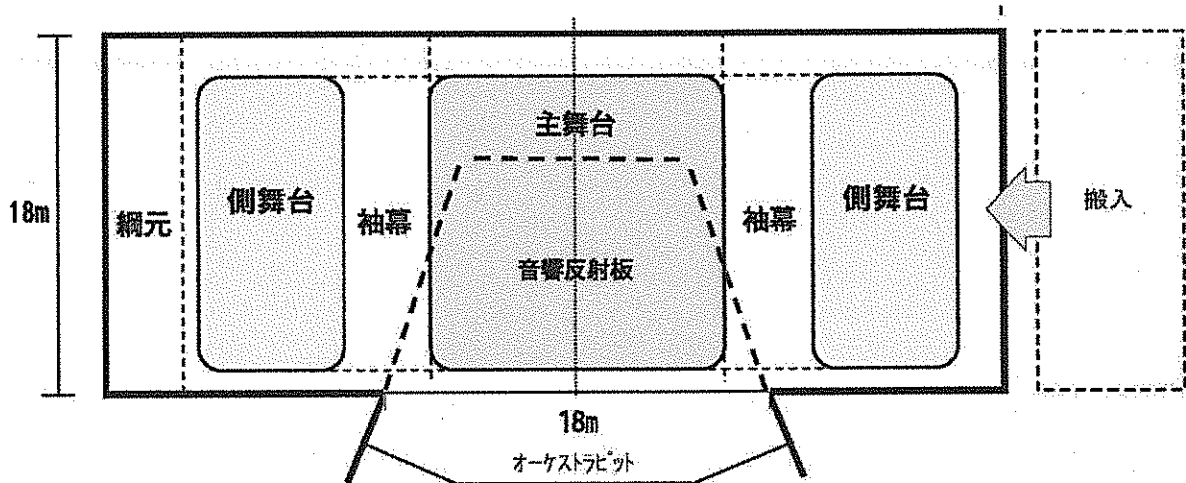 主舞台
18m
綱元
側舞台
袖幕
音響反射板
袖幕
側舞台
搬入
18m
オーケストラピット